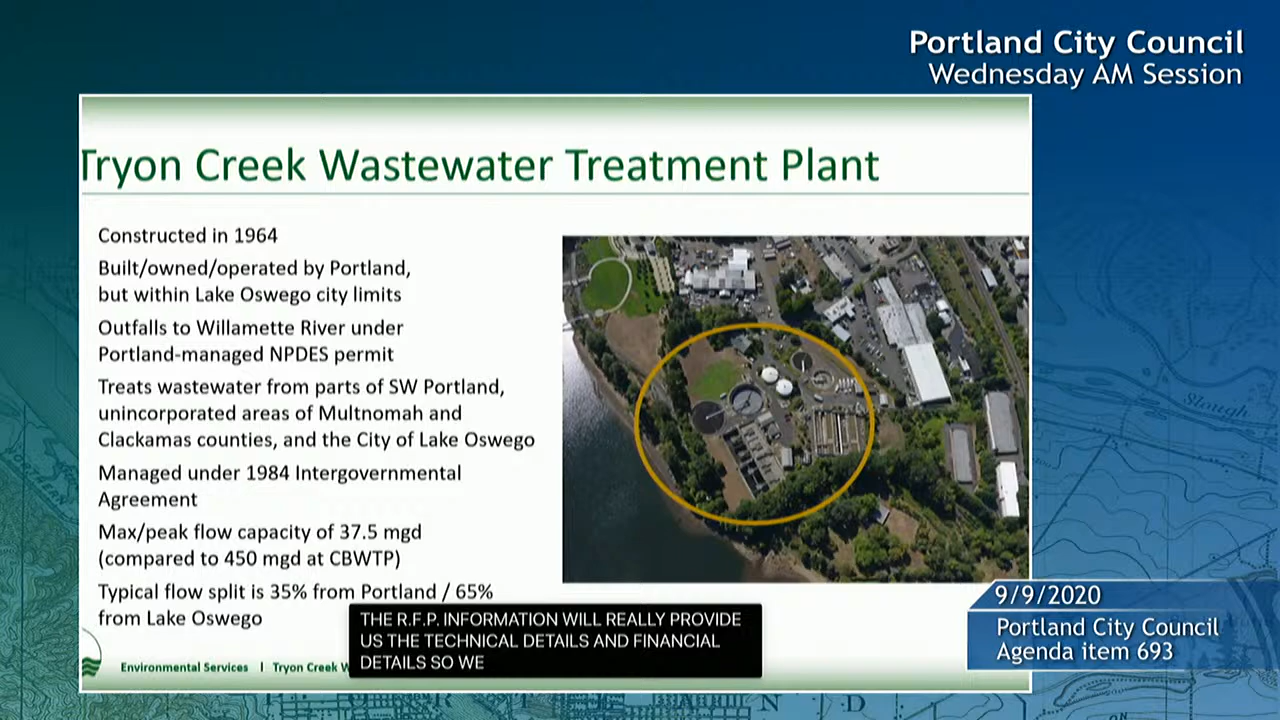 Portland City Council
Wednesday AM Session
Tryon Creek Wastewater Treatment Plant
Constructed in 1964
Built/owned/operated by Portland,
but within Lake Oswego city limits
Outfalls to Willamette River under
Portland-managed NPDES permit
Treats wastewater from parts of SW Portland,
unincorporated areas of Multnomah and
Clackamas counties, and the City of Lake Oswego
Managed under 1984 Intergovernmental
Agreement
Max/peak flow capacity of 37.5 mgd
(compared to 450 mgd at CBWTP)
Typical flow split is 35% from Portland / 65%
from Lake Oswego
THE R.F.P. INFORMATION WILL REALLY PROVIDE
US THE TECHNICAL DETAILS AND FINANCIAL
DETAILS SO WE
Environmental Services | Tryon Creek W
Slough
9/9/2020
Portland City Council
Agenda item 693